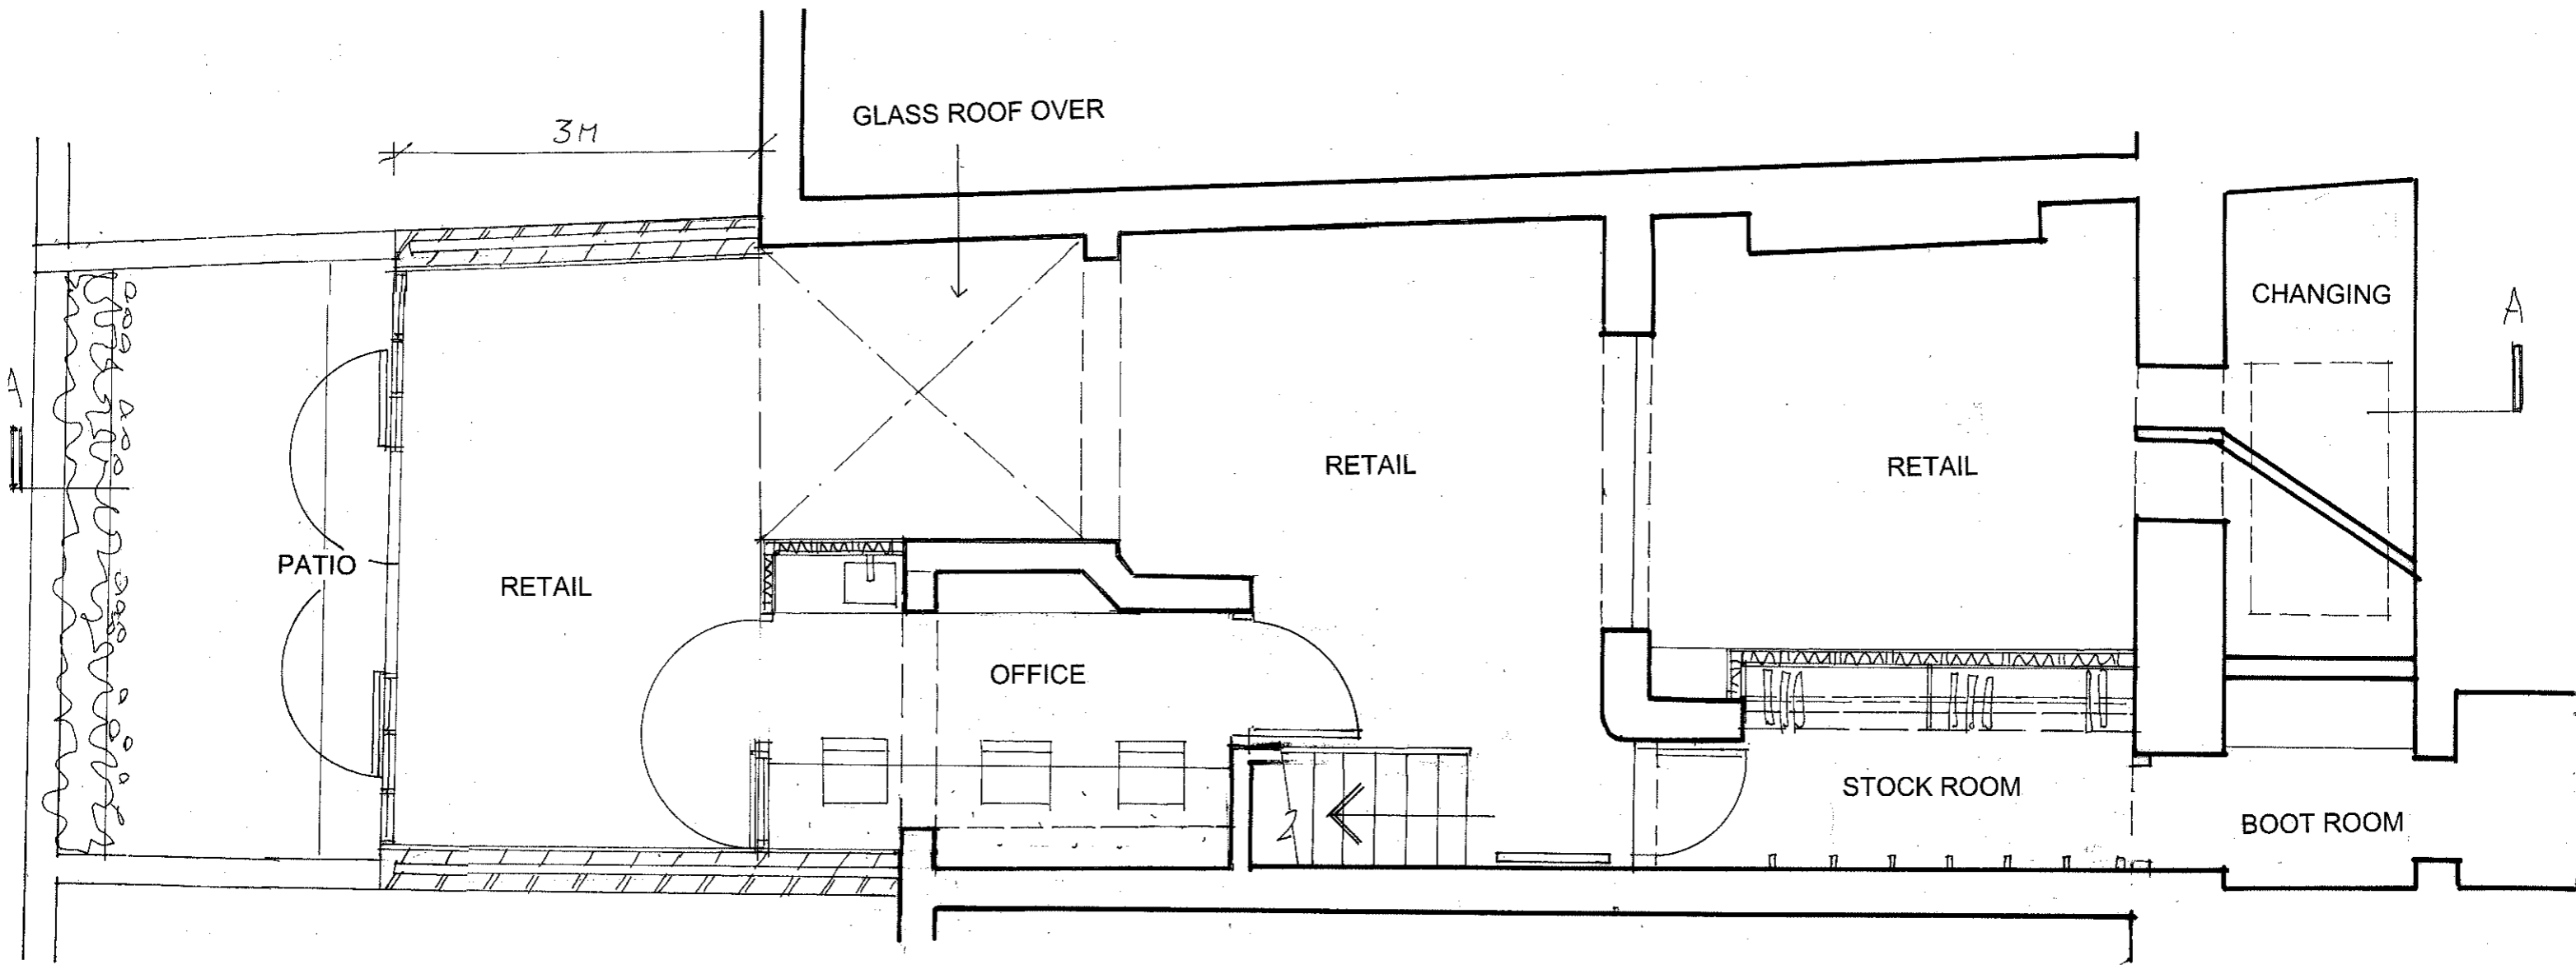 3M
GLASS ROOF OVER
CHANGING
A
A
RETAIL
RETAIL
PATIO
RETAIL
OFFICE
STOCK ROOM
BOOT ROOM